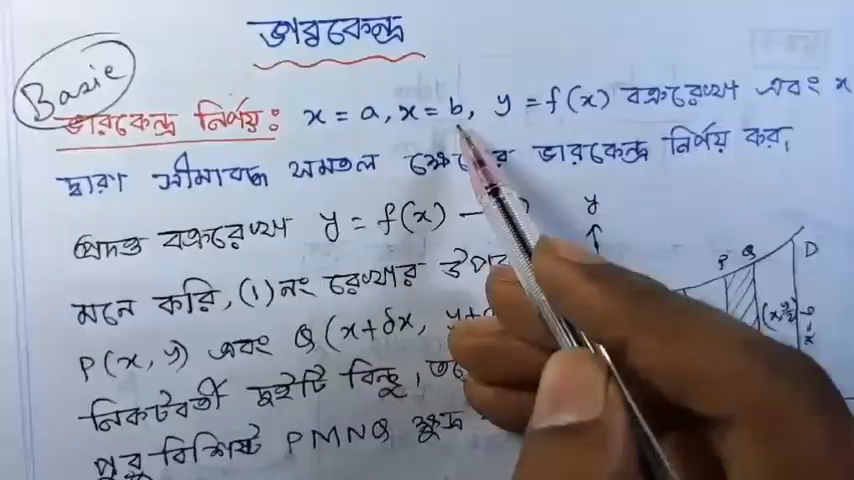 ভারকেন্দ্র
Basic
ভারকেন্দ্র নির্ণয়ঃ x = a, x = b, y = f(x) বক্ররেখা এবং x
দ্বারা সীমাবদ্ধ সমতল ক্ষেত্রের ভারকেন্দ্র নির্ণয় কর,
প্রদত্ত বক্ররেখা y = f(x) —
মনে করি, (1) নং রেখার উপর
P(x, y) এবং Q(x+δx, y+
নিকটবর্তী দুইটি বিন্দু,
পুরু বিশিষ্ট PMNQ ক্ষুদ্র
y
P Q D
(x, y/2)